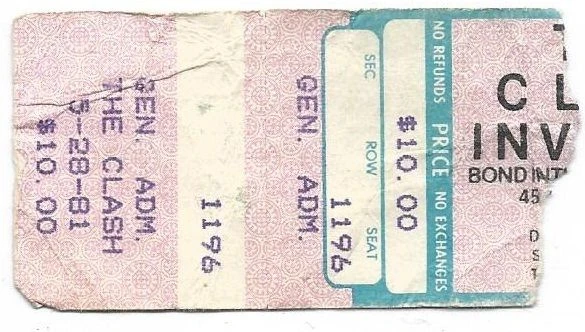 GEN. ADM.
THE CLASH
5-28-81
$10.00
1196
GEN. ADM.
1196
SEC ROW SEAT
$10.00
NO REFUNDS PRICE NO EXCHANGES
CL
INV
BOND INT
45
D
S
T